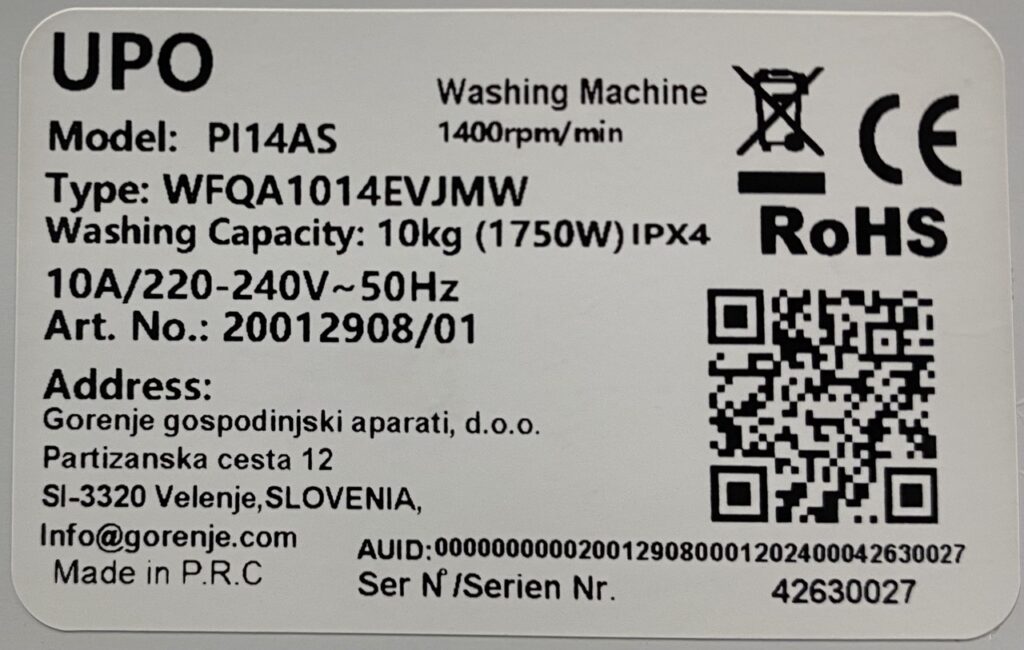 UPO
Washing Machine
1400rpm/min
Model: PI14AS
Type: WFQA1014EVJMW
Washing Capacity: 10kg (1750W) IPX4
10A/220-240V~50Hz
Art. No.: 20012908/01
CE
RoHS
Address:
Gorenje gospodinjski aparati, d.o.o.
Partizanska cesta 12
SI-3320 Velenje,SLOVENIA,
Info@gorenje.com
Made in P.R.C
AUID:0000000000200129080001202400042630027
Ser N°/Serien Nr. 42630027